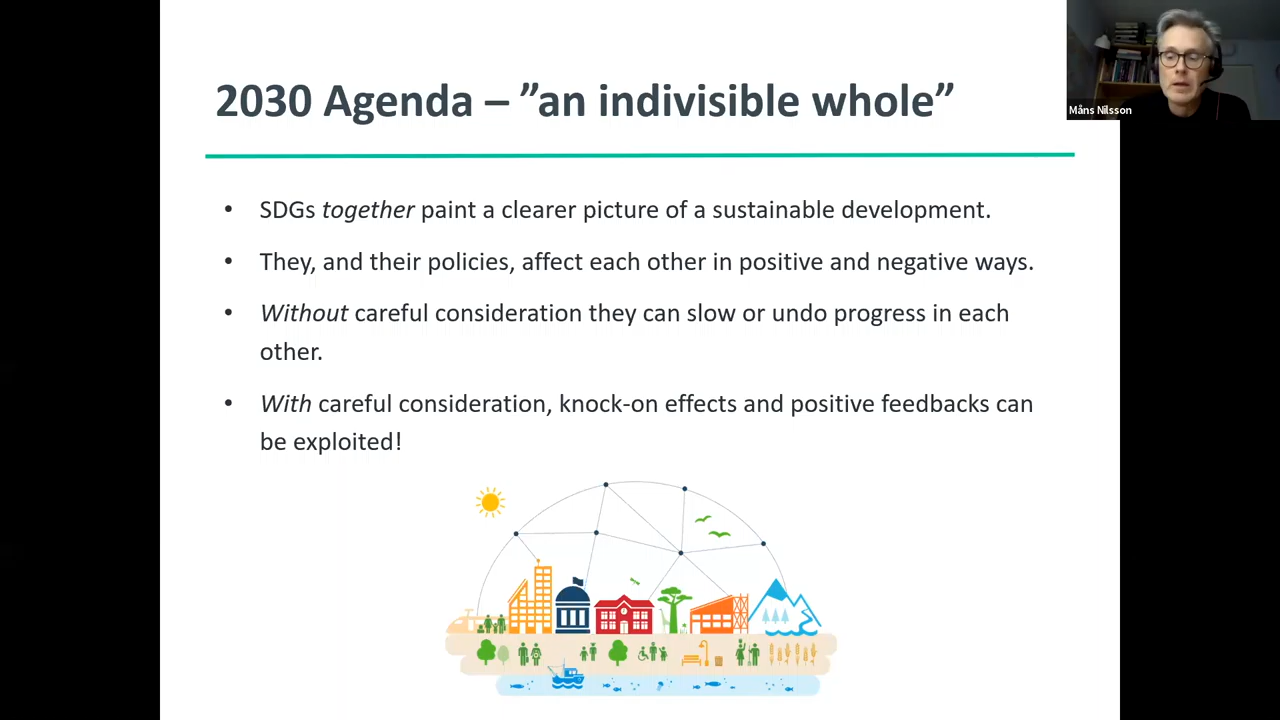 2030 Agenda – ”an indivisible whole”
Måns Nilsson
• SDGs together paint a clearer picture of a sustainable development.
• They, and their policies, affect each other in positive and negative ways.
• Without careful consideration they can slow or undo progress in each
other.
• With careful consideration, knock-on effects and positive feedbacks can
be exploited!